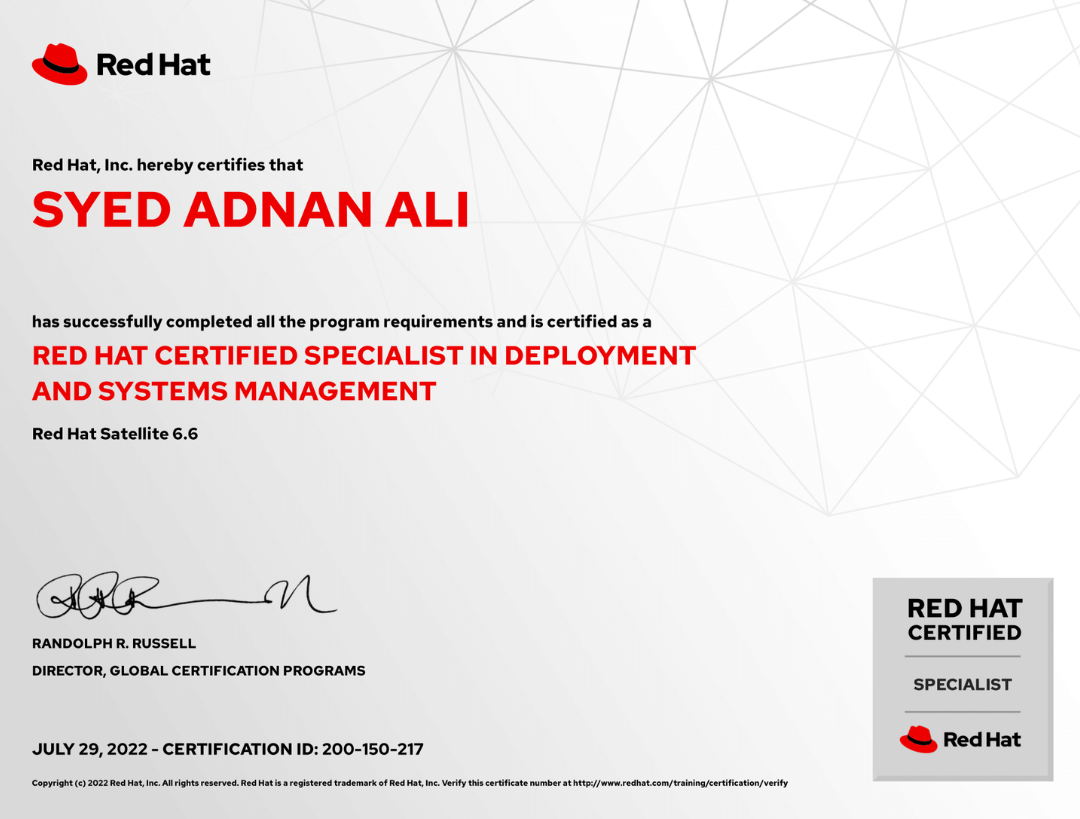 Red Hat
Red Hat, Inc. hereby certifies that
SYED ADNAN ALI
has successfully completed all the program requirements and is certified as a
RED HAT CERTIFIED SPECIALIST IN DEPLOYMENT
AND SYSTEMS MANAGEMENT
Red Hat Satellite 6.6
RANDOLPH R. RUSSELL
DIRECTOR, GLOBAL CERTIFICATION PROGRAMS
JULY 29, 2022 - CERTIFICATION ID: 200-150-217
Copyright (c) 2022 Red Hat, Inc. All rights reserved. Red Hat is a registered trademark of Red Hat, Inc. Verify this certificate number at http://www.redhat.com/training/certification/verify
RED HAT
CERTIFIED
SPECIALIST
Red Hat